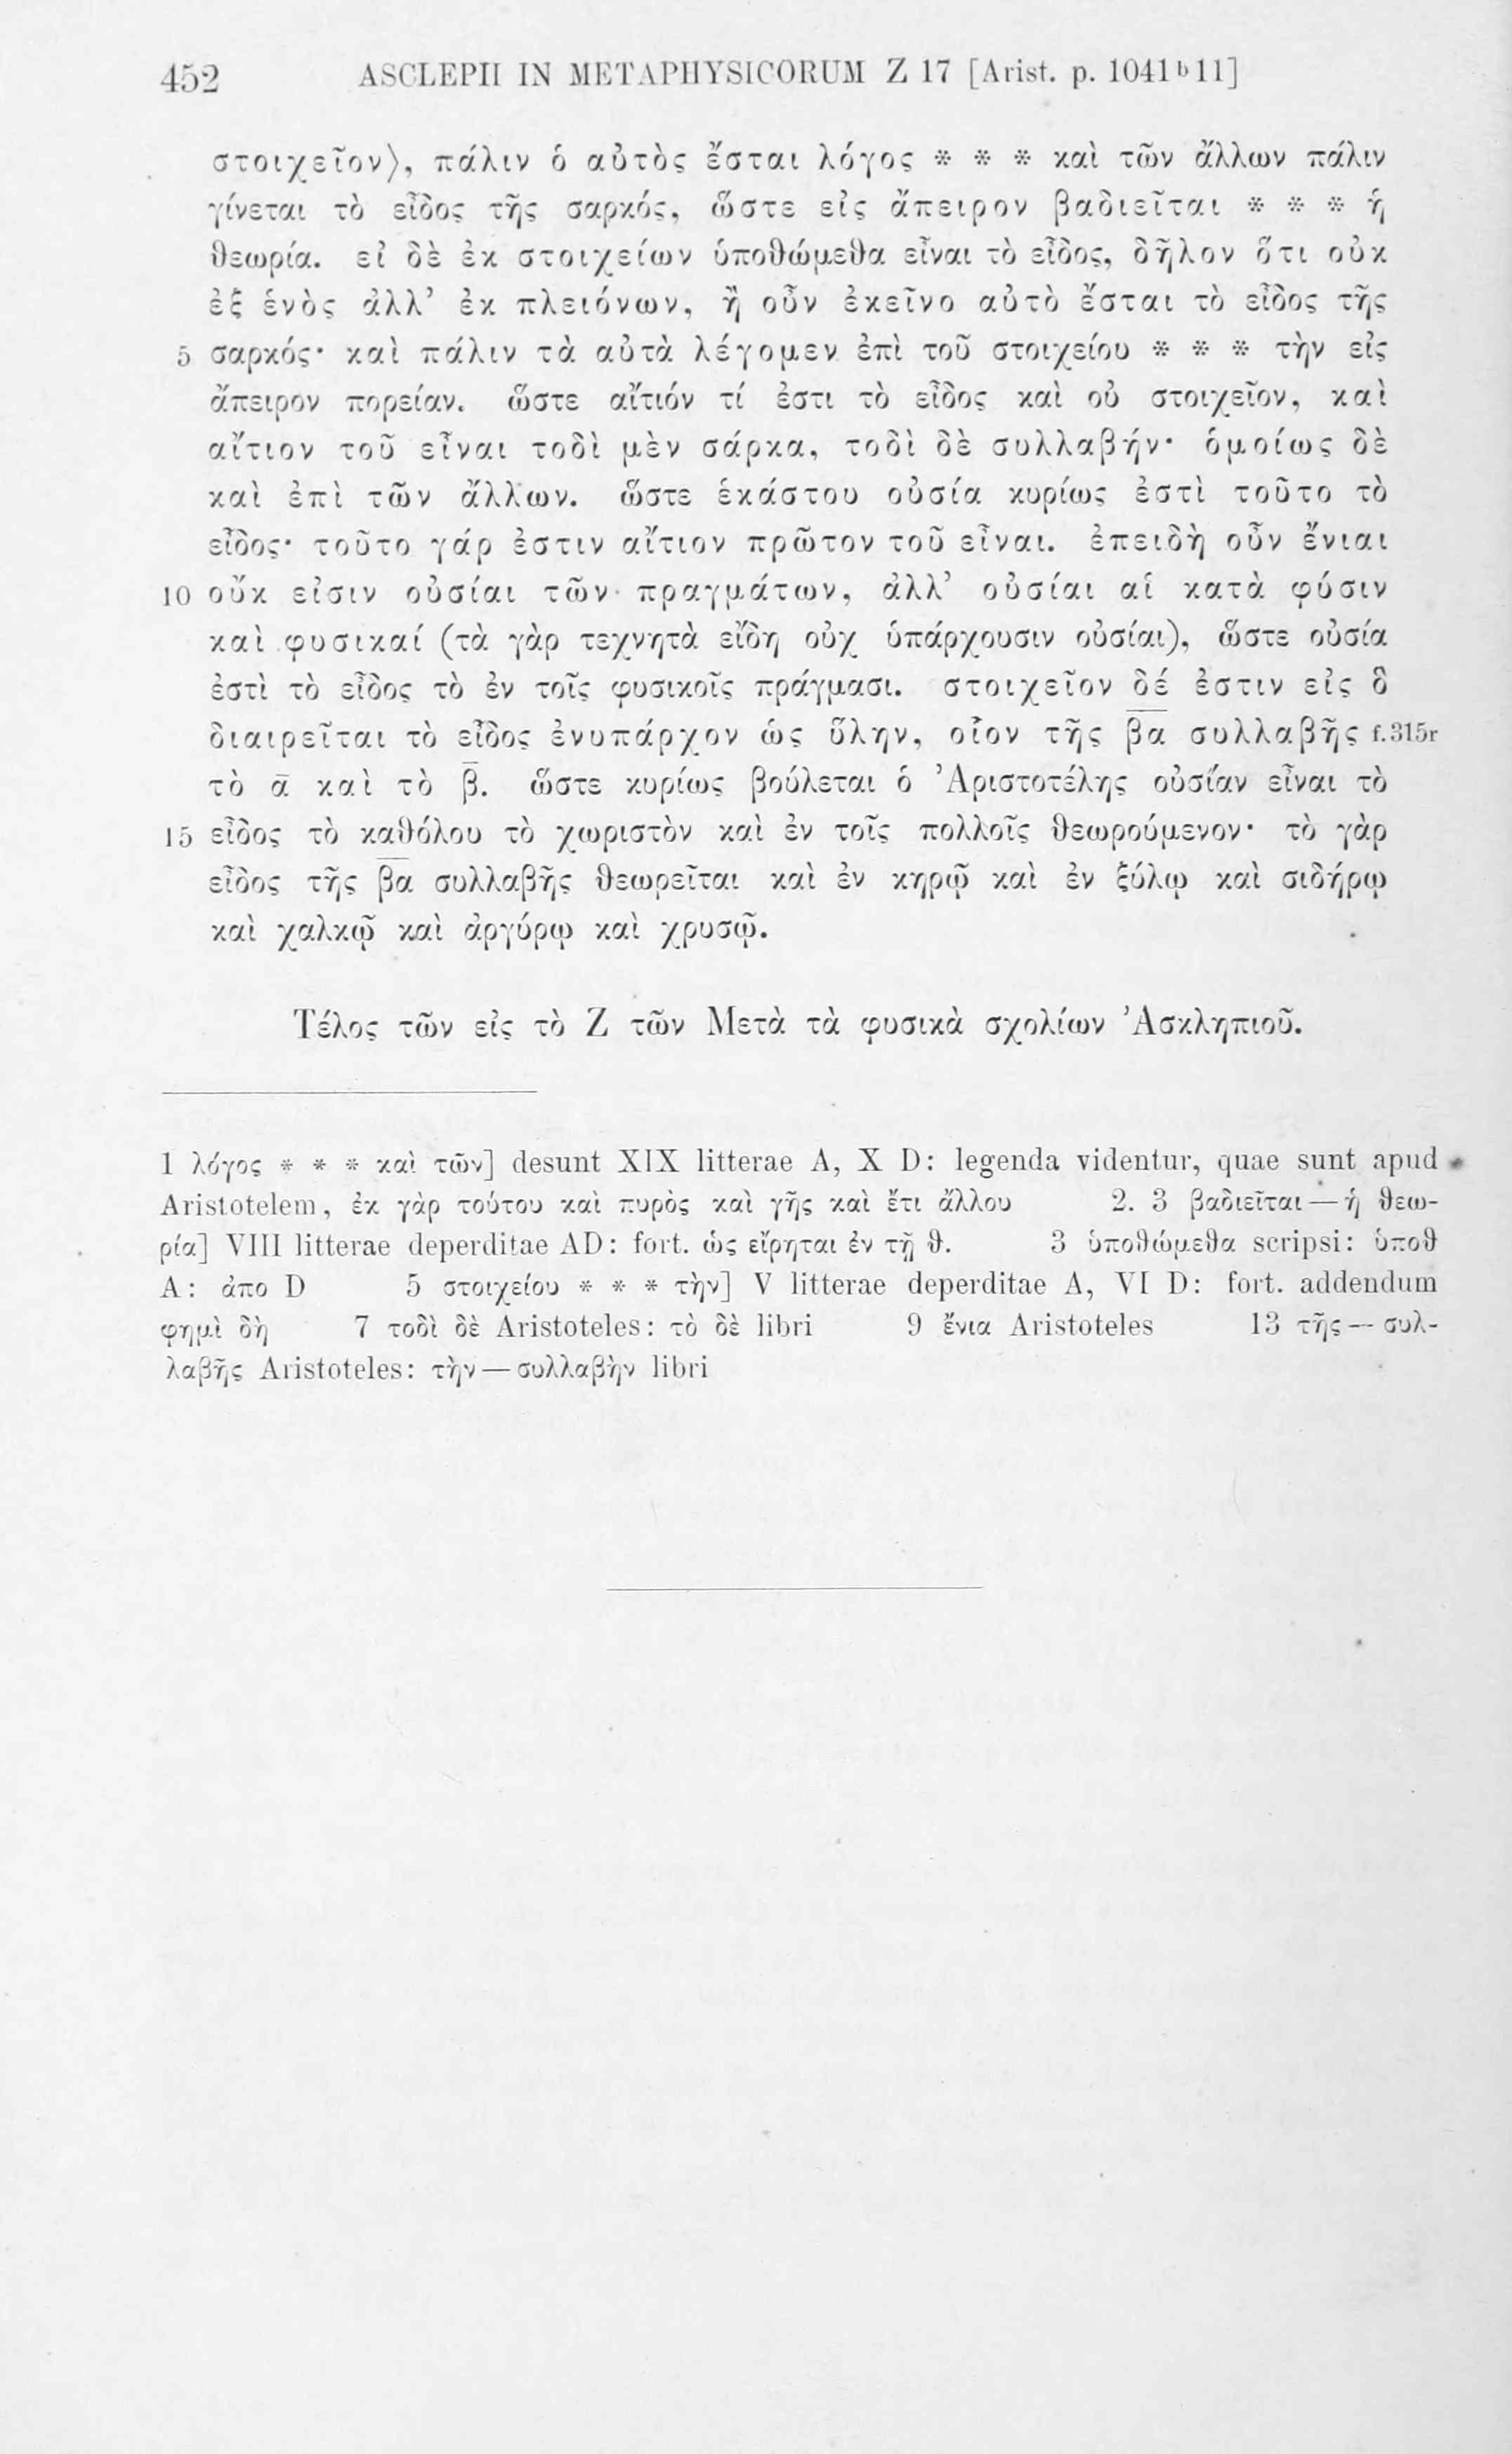 452 ASCLEPII IN METAPHYSICORUM Z 17 [Arist. p. 1041ᵇ11]
στοιχεῖον⟩, πάλιν ὁ αὐτὸς ἔσται λόγος * * * καὶ τῶν ἄλλων πάλιν
γίνεται τὸ εἶδος τῆς σαρκός, ὥστε εἰς ἄπειρον βαδιεῖται * * * ἡ
θεωρία. εἰ δὲ ἐκ στοιχείων ὑποθώμεθα εἶναι τὸ εἶδος, δῆλον ὅτι οὐκ
ἐξ ἑνὸς ἀλλ’ ἐκ πλειόνων, ἢ οὖν ἐκεῖνο αὐτὸ ἔσται τὸ εἶδος τῆς
5 σαρκός· καὶ πάλιν τὰ αὐτὰ λέγομεν ἐπὶ τοῦ στοιχείου * * * τὴν εἰς
ἄπειρον πορείαν. ὥστε αἴτιόν τί ἐστι τὸ εἶδος καὶ οὐ στοιχεῖον, καὶ
αἴτιον τοῦ εἶναι τοδὶ μὲν σάρκα, τοδὶ δὲ συλλαβήν· ὁμοίως δὲ
καὶ ἐπὶ τῶν ἄλλων. ὥστε ἑκάστου οὐσία κυρίως ἐστὶ τοῦτο τὸ
εἶδος· τοῦτο γάρ ἐστιν αἴτιον πρῶτον τοῦ εἶναι. ἐπειδὴ οὖν ἔνιαι
10 οὔκ εἰσιν οὐσίαι τῶν πραγμάτων, ἀλλ’ οὐσίαι αἱ κατὰ φύσιν
καὶ φυσικαί (τὰ γὰρ τεχνητὰ εἴδη οὐχ ὑπάρχουσιν οὐσίαι), ὥστε οὐσία
ἐστὶ τὸ εἶδος τὸ ἐν τοῖς φυσικοῖς πράγμασι. στοιχεῖον δέ ἐστιν εἰς ὃ
διαιρεῖται τὸ εἶδος ἐνυπάρχον ὡς ὕλην, οἷον τῆς β̅α̅ συλλαβῆς f. 315r
τὸ α̅ καὶ τὸ β̅. ὥστε κυρίως βούλεται ὁ Ἀριστοτέλης οὐσίαν εἶναι τὸ
15 εἶδος τὸ καθόλου τὸ χωριστὸν καὶ ἐν τοῖς πολλοῖς θεωρούμενον· τὸ γὰρ
εἶδος τῆς β̅α̅ συλλαβῆς θεωρεῖται καὶ ἐν κηρῷ καὶ ἐν ξύλῳ καὶ σιδήρῳ
καὶ χαλκῷ καὶ ἀργύρῳ καὶ χρυσῷ.
Τέλος τῶν εἰς τὸ Ζ τῶν Μετὰ τὰ φυσικὰ σχολίων Ἀσκληπιοῦ.
1 λόγος * * * καὶ τῶν] desunt XIX litterae A, X D: legenda videntur, quae sunt apud
Aristotelem, ἐκ γὰρ τούτου καὶ πυρὸς καὶ γῆς καὶ ἔτι ἄλλου 2. 3 βαδιεῖται — ἡ θεω-
ρία] VIII litterae deperditae AD: fort. ὡς εἴρηται ἐν τῇ θ. 3 ὑποθώμεθα scripsi: ὑποθ
A: ἀπο D 5 στοιχείου * * * τὴν] V litterae deperditae A, VI D: fort. addendum
φημὶ δὴ 7 τοδὶ δὲ Aristoteles: τὸ δὲ libri 9 ἔνια Aristoteles 13 τῆς — συλ-
λαβῆς Aristoteles: τὴν — συλλαβὴν libri